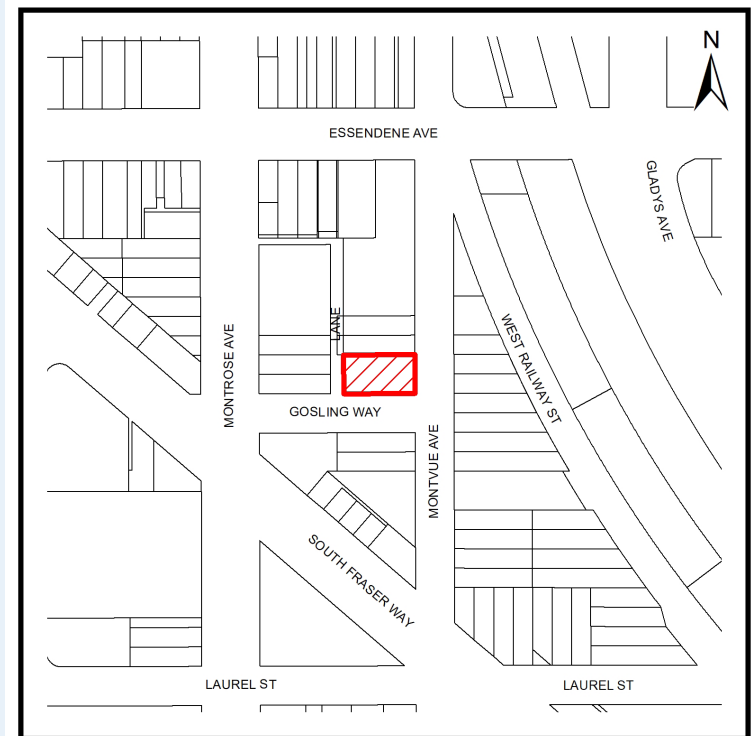 N
ESSENDENE AVE
GLADYS AVE
LANE
WEST RAILWAY ST
MONTROSE AVE
GOSLING WAY
MONTVUE AVE
SOUTH FRASER WAY
LAUREL ST
LAUREL ST